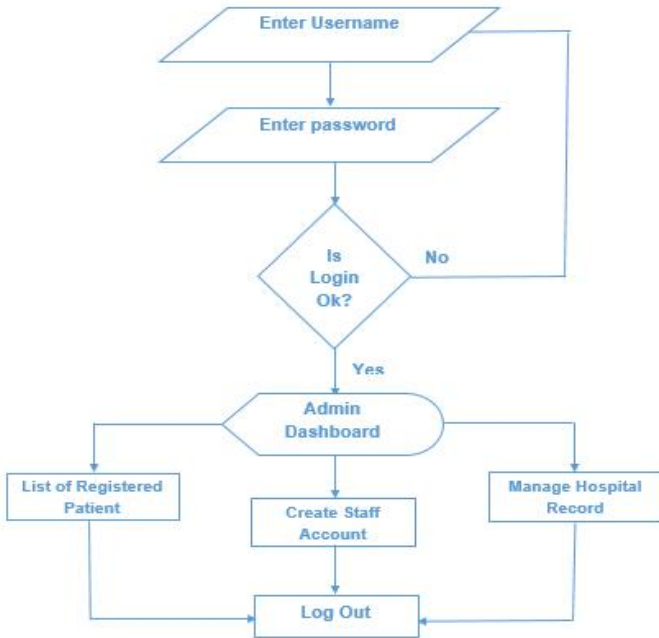 Enter Username
Enter password
Is
Login
Ok?
No
Yes
Admin
Dashboard
List of Registered
Patient
Create Staff
Account
Manage Hospital
Record
Log Out